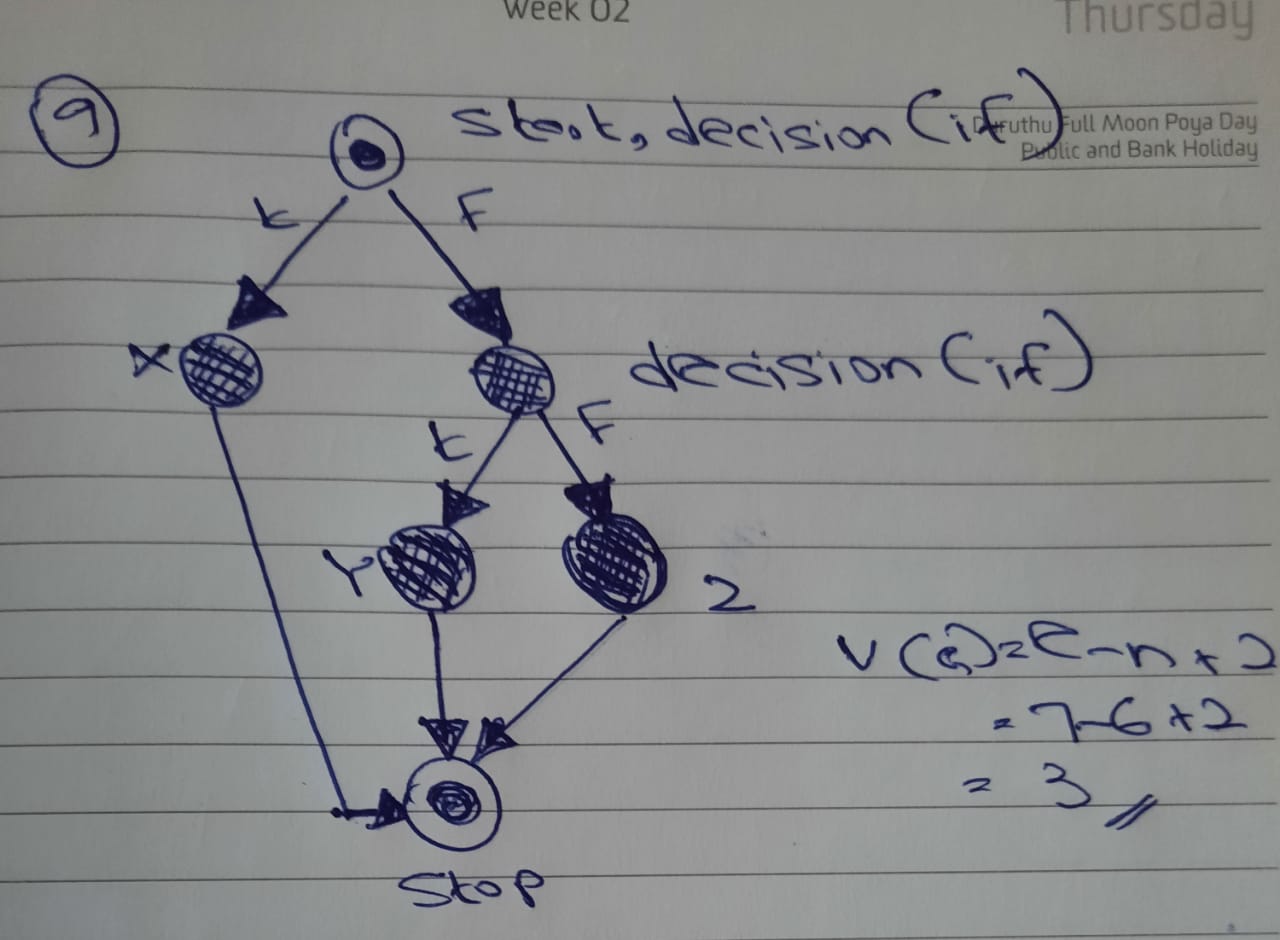 Week 02
Thursday
9
Start, decision (if)
Duruthu Full Moon Poya Day
Public and Bank Holiday
t
F
X
decision (if)
t
F
Y
Z
V(G)=e-n+2
=7-6+2
= 3 //
Stop